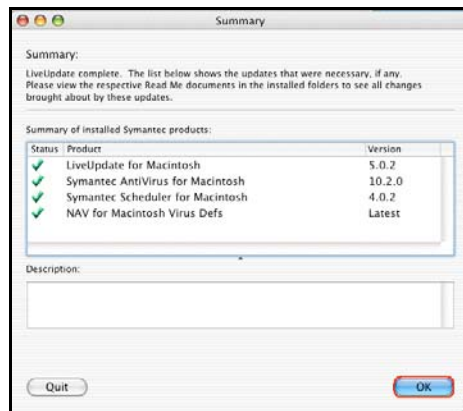 Summary
Summary:
LiveUpdate complete. The list below shows the updates that were necessary, if any.
Please view the respective Read Me documents in the installed folders to see all changes
brought about by these updates.
Summary of installed Symantec products:
Status Product Version
LiveUpdate for Macintosh 5.0.2
Symantec AntiVirus for Macintosh 10.2.0
Symantec Scheduler for Macintosh 4.0.2
NAV for Macintosh Virus Defs Latest
Description:
Quit OK